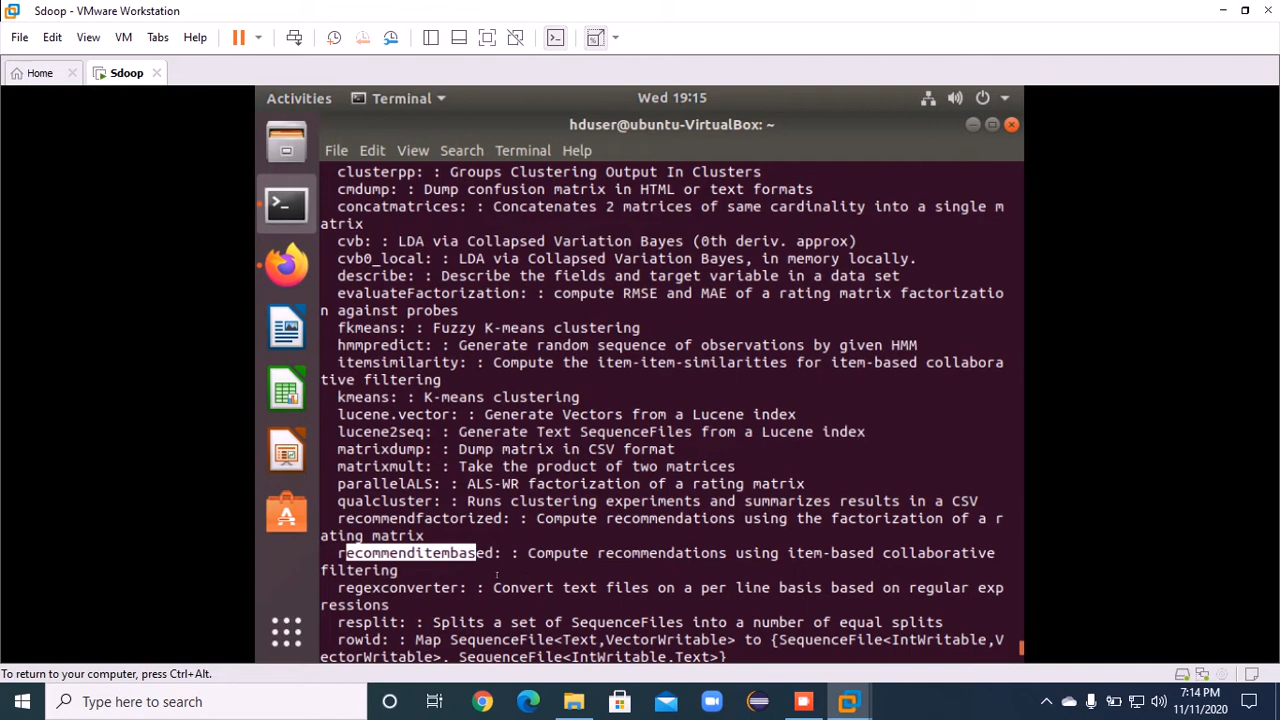 Sdoop - VMware Workstation
File Edit View VM Tabs Help
Home Sdoop
Activities Terminal Wed 19:15
hduser@ubuntu-VirtualBox: ~
File Edit View Search Terminal Help
clusterpp: : Groups Clustering Output In Clusters
cmdump: : Dump confusion matrix in HTML or text formats
concatmatrices: : Concatenates 2 matrices of same cardinality into a single m
atrix
cvb: : LDA via Collapsed Variation Bayes (0th deriv. approx)
cvb0_local: : LDA via Collapsed Variation Bayes, in memory locally.
describe: : Describe the fields and target variable in a data set
evaluateFactorization: : compute RMSE and MAE of a rating matrix factorizatio
n against probes
fkmeans: : Fuzzy K-means clustering
hmmpredict: : Generate random sequence of observations by given HMM
itemsimilarity: : Compute the item-item-similarities for item-based collabora
tive filtering
kmeans: : K-means clustering
lucene.vector: : Generate Vectors from a Lucene index
lucene2seq: : Generate Text SequenceFiles from a Lucene index
matrixdump: : Dump matrix in CSV format
matrixmult: : Take the product of two matrices
parallelALS: : ALS-WR factorization of a rating matrix
qualcluster: : Runs clustering experiments and summarizes results in a CSV
recommendfactorized: : Compute recommendations using the factorization of a r
ating matrix
recommenditembased: : Compute recommendations using item-based collaborative
filtering
regexconverter: : Convert text files on a per line basis based on regular exp
ressions
resplit: : Splits a set of SequenceFiles into a number of equal splits
rowid: : Map SequenceFile<Text,VectorWritable> to {SequenceFile<IntWritable,V
ectorWritable>, SequenceFile<IntWritable,Text>}
To return to your computer, press Ctrl+Alt.
Type here to search
7:14 PM
11/11/2020